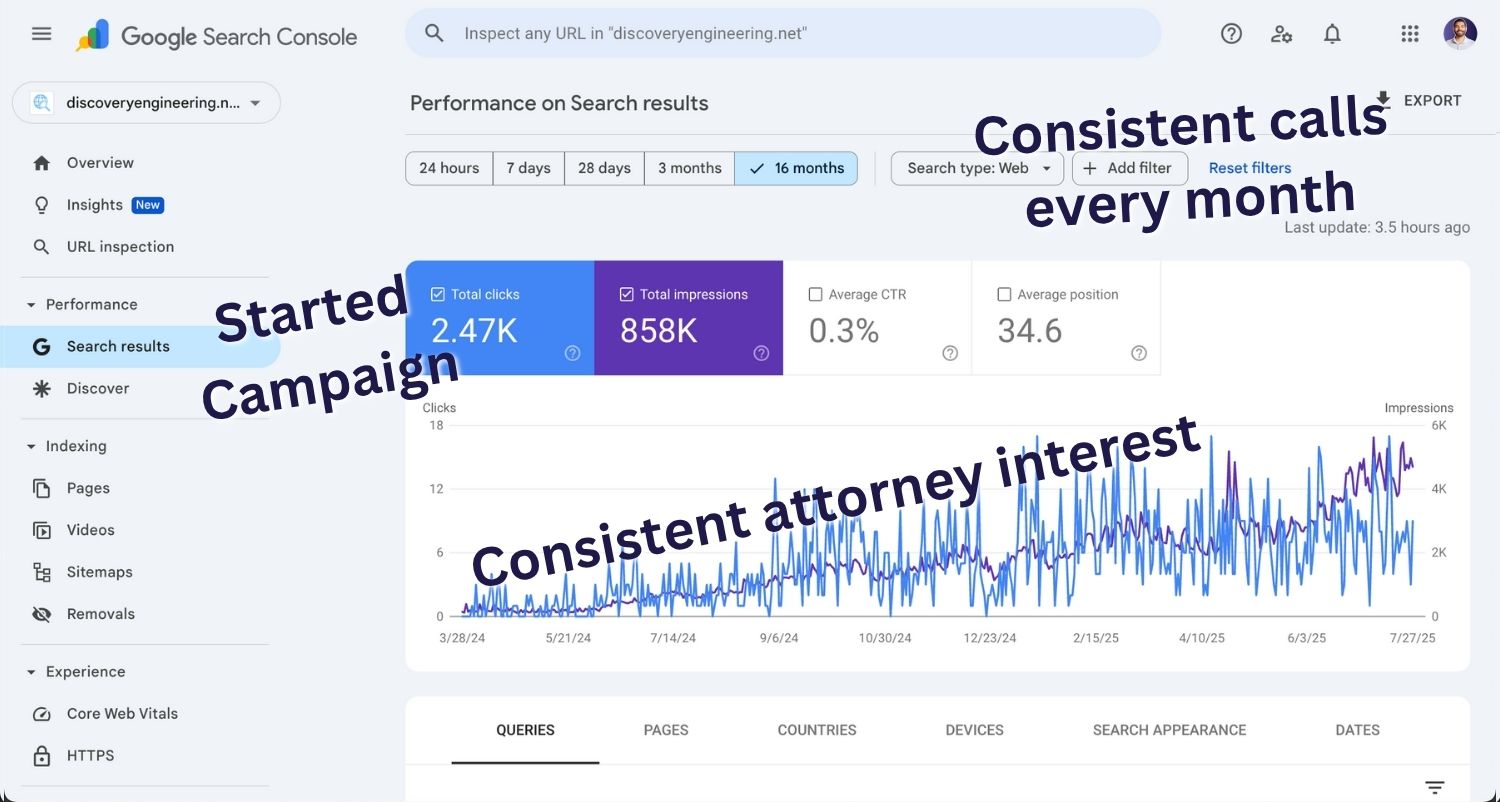 Google Search Console
Inspect any URL in "discoveryengineering.net"
discoveryengineering.n...
Overview
Insights New
URL inspection
Performance
Search results
Discover
Indexing
Pages
Videos
Sitemaps
Removals
Experience
Core Web Vitals
HTTPS
Performance on Search results
EXPORT
24 hours
7 days
28 days
3 months
16 months
Search type: Web
Add filter
Reset filters
Last update: 3.5 hours ago
Consistent calls
every month
Started
Campaign
Total clicks
2.47K
Total impressions
858K
Average CTR
0.3%
Average position
34.6
Clicks
Impressions
18
12
6
0
6K
4K
2K
0
Consistent attorney interest
3/28/24
5/21/24
7/14/24
9/6/24
10/30/24
12/23/24
2/15/25
4/10/25
6/3/25
7/27/25
QUERIES
PAGES
COUNTRIES
DEVICES
SEARCH APPEARANCE
DATES